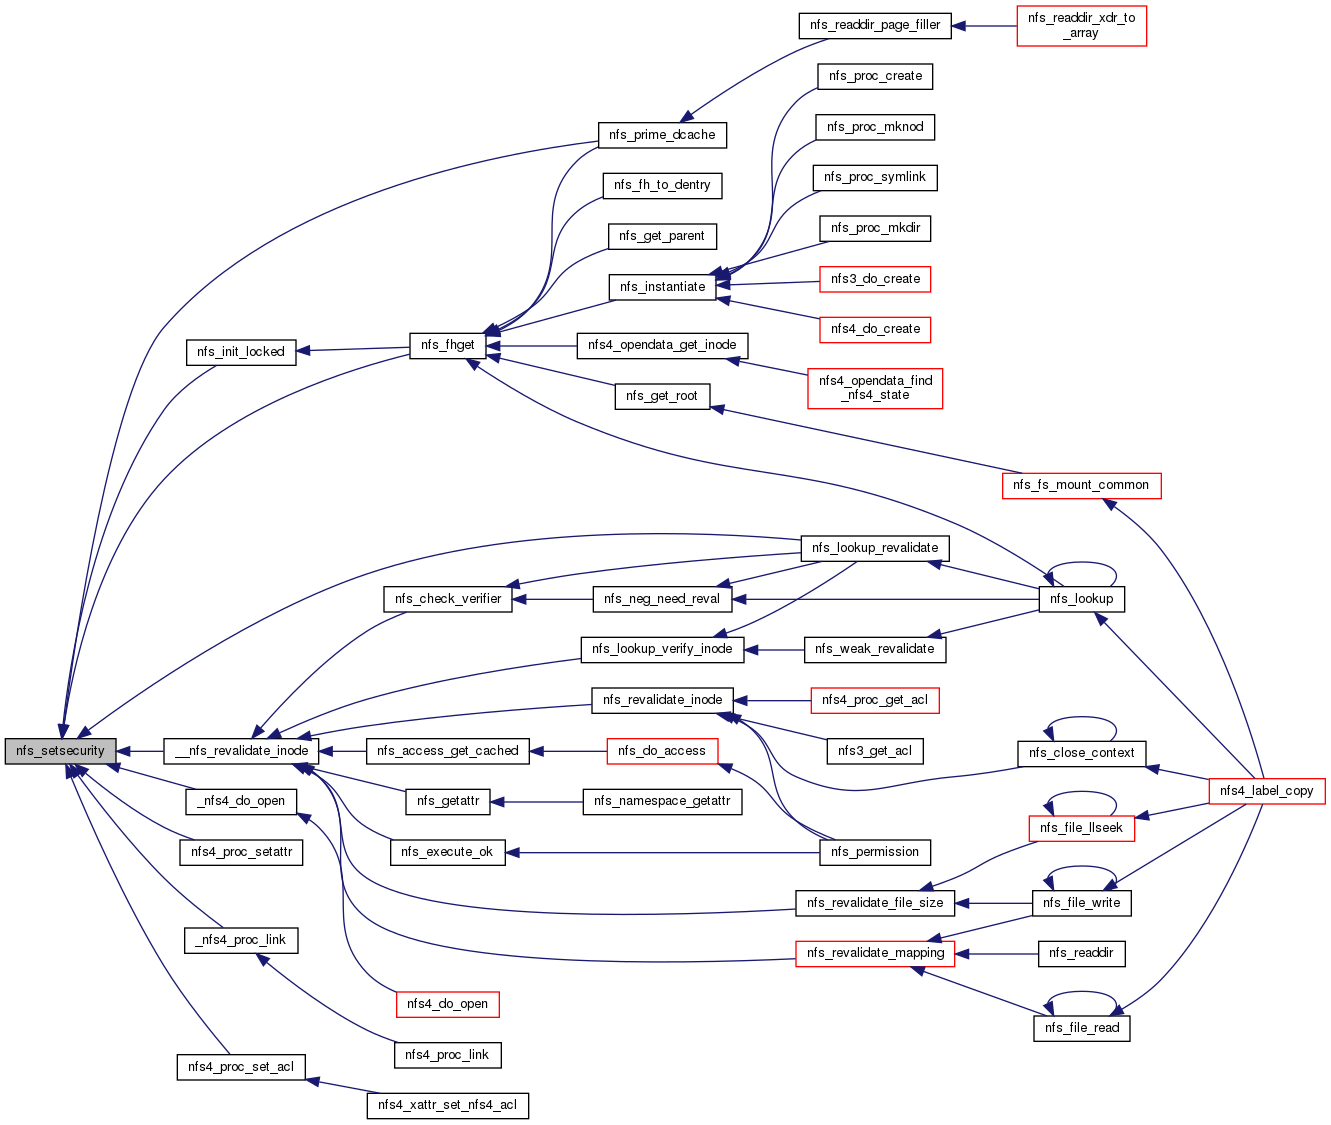 nfs_readdir_page_filler
nfs_readdir_xdr_to
_array
nfs_proc_create
nfs_proc_mknod
nfs_prime_dcache
nfs_proc_symlink
nfs_fh_to_dentry
nfs_proc_mkdir
nfs_get_parent
nfs3_do_create
nfs_instantiate
nfs4_do_create
nfs_init_locked
nfs_fhget
nfs4_opendata_get_inode
nfs4_opendata_find
_nfs4_state
nfs_get_root
nfs_fs_mount_common
nfs_lookup_revalidate
nfs_check_verifier
nfs_neg_need_reval
nfs_lookup
nfs_lookup_verify_inode
nfs_weak_revalidate
nfs_revalidate_inode
nfs4_proc_get_acl
nfs_setsecurity
__nfs_revalidate_inode
nfs_access_get_cached
nfs_do_access
nfs3_get_acl
nfs_close_context
nfs4_label_copy
_nfs4_do_open
nfs_getattr
nfs_namespace_getattr
nfs_file_llseek
nfs4_proc_setattr
nfs_execute_ok
nfs_permission
nfs_revalidate_file_size
nfs_file_write
_nfs4_proc_link
nfs_revalidate_mapping
nfs_readdir
nfs4_do_open
nfs_file_read
nfs4_proc_link
nfs4_proc_set_acl
nfs4_xattr_set_nfs4_acl